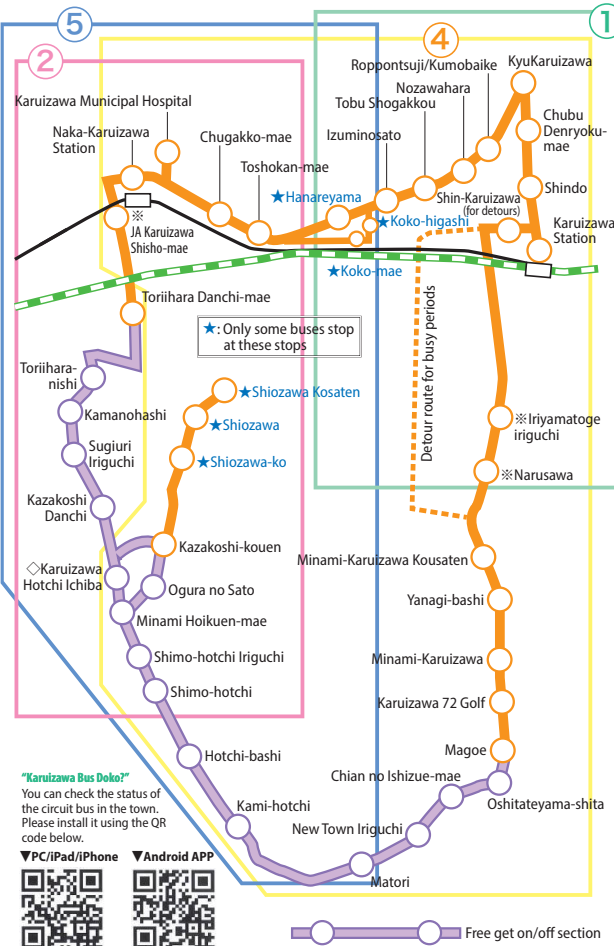 ⑤
④
①
②
Roppontsuji/Kumobaike
KyuKaruizawa
Nozawahara
Tobu Shogakkou
Izuminosato
Chubu
Denryoku-
mae
Karuizawa Municipal Hospital
Naka-Karuizawa
Station
Chugakko-mae
Toshokan-mae
★Hanareyama
Shin-Karuizawa
(for detours)
Shindo
★Koko-higashi
Karuizawa
Station
※
JA Karuizawa
Shisho-mae
★Koko-mae
Toriihara Danchi-mae
★: Only some buses stop
at these stops
Detour route for busy periods
Toriihara-
nishi
Kamanohashi
★Shiozawa Kosaten
★Shiozawa
Sugiuri
Iriguchi
★Shiozawa-ko
※Iriyamatoge
iriguchi
※Narusawa
Kazakoshi
Danchi
Kazakoshi-kouen
Minami-Karuizawa Kousaten
◇Karuizawa
Hotchi Ichiba
Ogura no Sato
Yanagi-bashi
Minami Hoikuen-mae
Shimo-hotchi Iriguchi
Minami-Karuizawa
Shimo-hotchi
Karuizawa 72 Golf
Hotchi-bashi
Magoe
Chian no Ishizue-mae
Oshitateyama-shita
Kami-hotchi
New Town Iriguchi
Matori
"Karuizawa Bus Doko?"
You can check the status of
the circuit bus in the town.
Please install it using the QR
code below.
▼PC/iPad/iPhone
▼Android APP
Free get on/off section